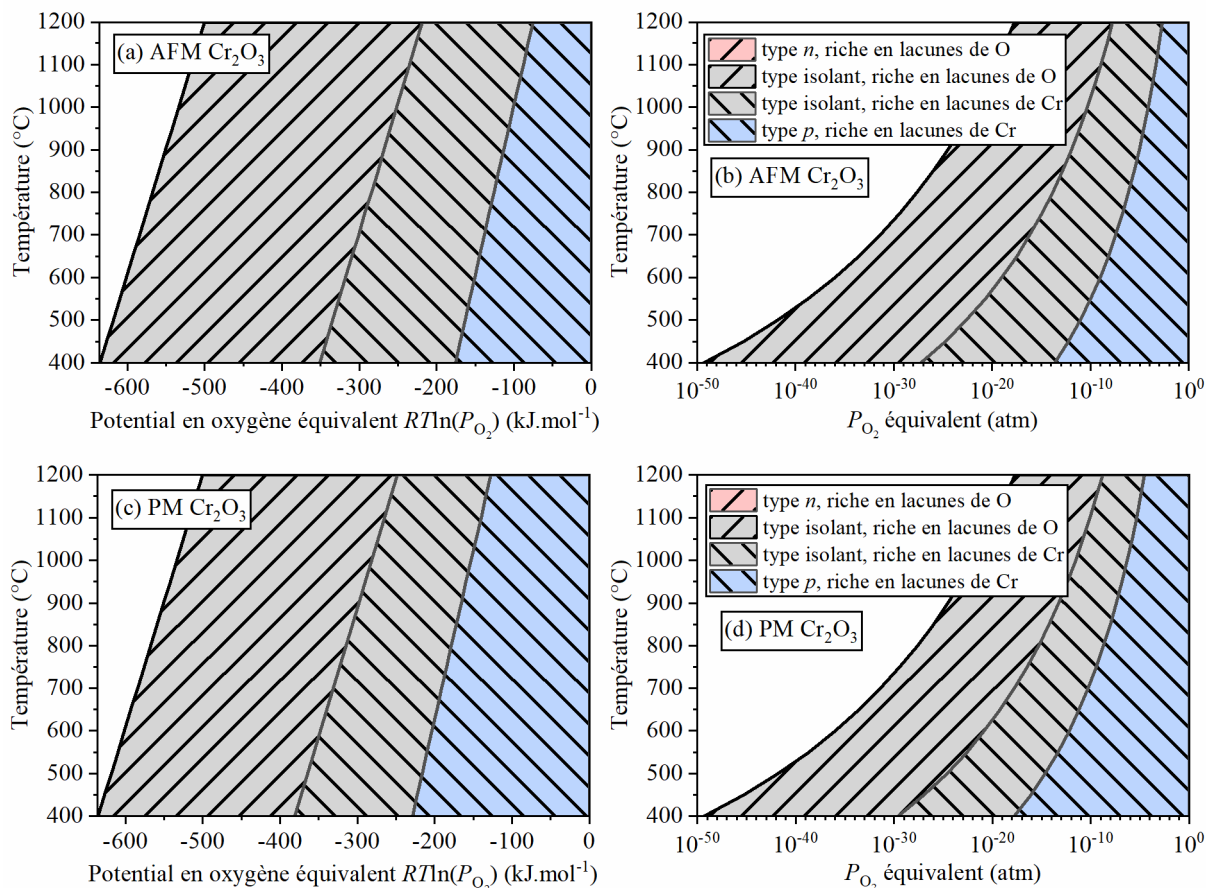 (a) AFM Cr₂O₃
1200
1100
1000
900
800
700
600
500
400
Température (°C)
-600 -500 -400 -300 -200 -100 0
Potential en oxygène équivalent RTln(P_O₂) (kJ.mol⁻¹)
type n, riche en lacunes de O
type isolant, riche en lacunes de O
type isolant, riche en lacunes de Cr
type p, riche en lacunes de Cr
(b) AFM Cr₂O₃
1200
1100
1000
900
800
700
600
500
400
Température (°C)
10⁻⁵⁰ 10⁻⁴⁰ 10⁻³⁰ 10⁻²⁰ 10⁻¹⁰ 10⁰
P_O₂ équivalent (atm)
(c) PM Cr₂O₃
1200
1100
1000
900
800
700
600
500
400
Température (°C)
-600 -500 -400 -300 -200 -100 0
Potential en oxygène équivalent RTln(P_O₂) (kJ.mol⁻¹)
type n, riche en lacunes de O
type isolant, riche en lacunes de O
type isolant, riche en lacunes de Cr
type p, riche en lacunes de Cr
(d) PM Cr₂O₃
1200
1100
1000
900
800
700
600
500
400
Température (°C)
10⁻⁵⁰ 10⁻⁴⁰ 10⁻³⁰ 10⁻²⁰ 10⁻¹⁰ 10⁰
P_O₂ équivalent (atm)